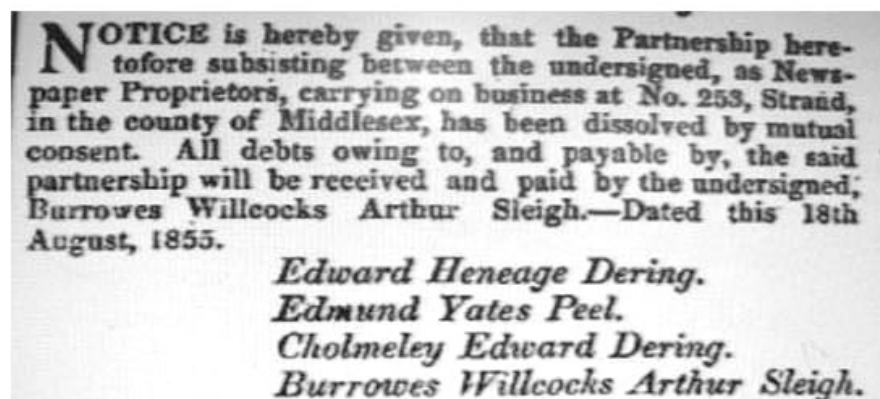 NOTICE is hereby given, that the Partnership here-
tofore subsisting between the undersigned, as News-
paper Proprietors, carrying on business at No. 253, Strand,
in the county of Middlesex, has been dissolved by mutual
consent. All debts owing to, and payable by, the said
partnership will be received and paid by the undersigned,
Burrowes Willcocks Arthur Sleigh.—Dated this 18th
August, 1855.
Edward Heneage Dering.
Edmund Yates Peel.
Cholmeley Edward Dering.
Burrowes Willcocks Arthur Sleigh.